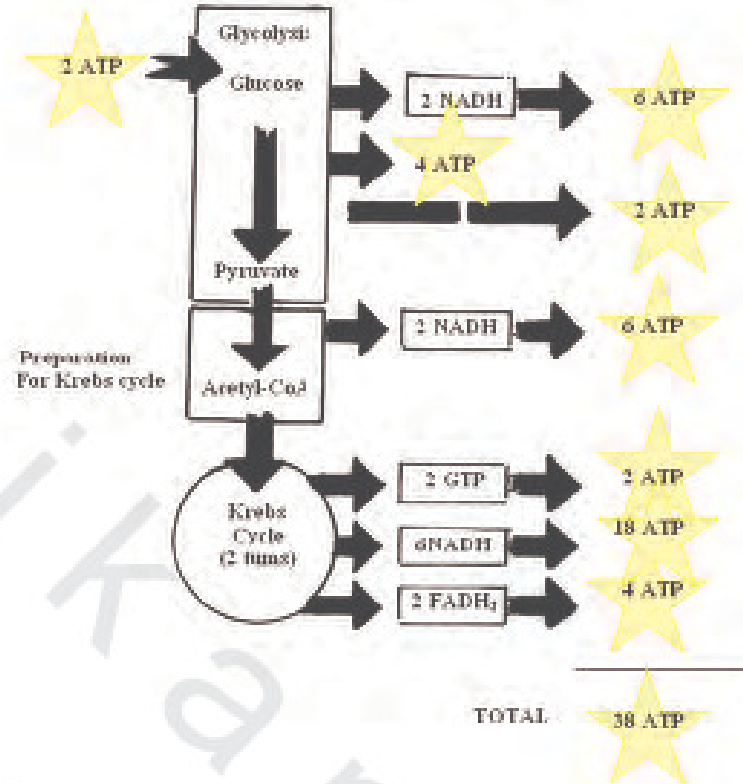 Glycolysi:
2 ATP
Glucose
2 NADH
6 ATP
4 ATP
2 ATP
Pyruvate
2 NADH
6 ATP
Preparation
For Krebs cycle
Acetyl-CoA
2 GTP
2 ATP
Krebs
Cycle
(2 turns)
6NADH
18 ATP
2 FADH₂
4 ATP
TOTAL
38 ATP